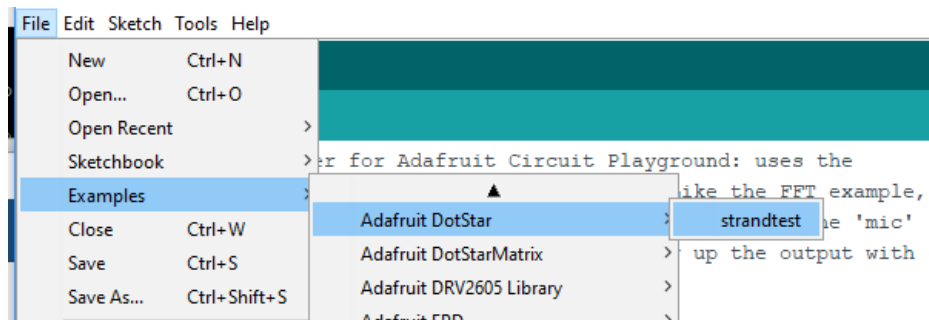 File Edit Sketch Tools Help
New Ctrl+N
Open... Ctrl+O
Open Recent
Sketchbook
er for Adafruit Circuit Playground: uses the
Examples
ike the FFT example,
Adafruit DotStar
strandtest
he 'mic'
Close Ctrl+W
Adafruit DotStarMatrix
up the output with
Save Ctrl+S
Adafruit DRV2605 Library
Save As... Ctrl+Shift+S